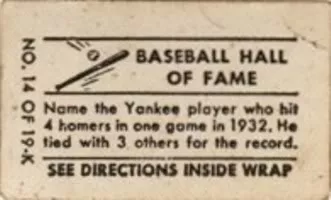 NO. 14 OF 19-K
BASEBALL HALL
OF FAME
Name the Yankee player who hit
4 homers in one game in 1932. He
tied with 3 others for the record.
SEE DIRECTIONS INSIDE WRAP